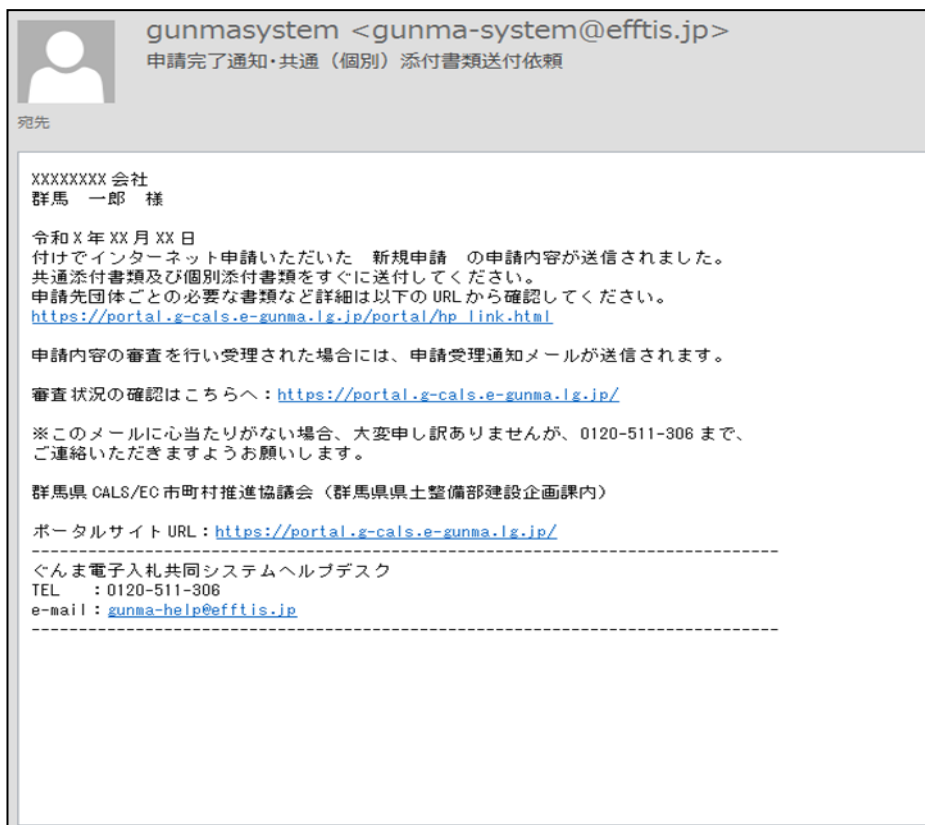 gunmasystem <gunma-system@efftis.jp>
申請完了通知・共通（個別）添付書類送付依頼
宛先
XXXXXXXX 会社
群馬　一郎　様
令和 X 年 XX 月 XX 日
付けでインターネット申請いただいた　新規申請　の申請内容が送信されました。
共通添付書類及び個別添付書類をすぐに送付してください。
申請先団体ごとの必要な書類など詳細は以下の URL から確認してください。
https://portal.g-cals.e-gunma.lg.jp/portal/hp_link.html
申請内容の審査を行い受理された場合には、申請受理通知メールが送信されます。
審査状況の確認はこちらへ：https://portal.g-cals.e-gunma.lg.jp/
※このメールに心当たりがない場合、大変申し訳ありませんが、0120-511-306 まで、
ご連絡いただきますようお願いします。
群馬県 CALS/EC 市町村推進協議会（群馬県県土整備部建設企画課内）
ポータルサイト URL：https://portal.g-cals.e-gunma.lg.jp/
--------------------------------------------------------------------------------
ぐんま電子入札共同システムヘルプデスク
TEL　：0120-511-306
e-mail：gunma-help@efftis.jp
--------------------------------------------------------------------------------